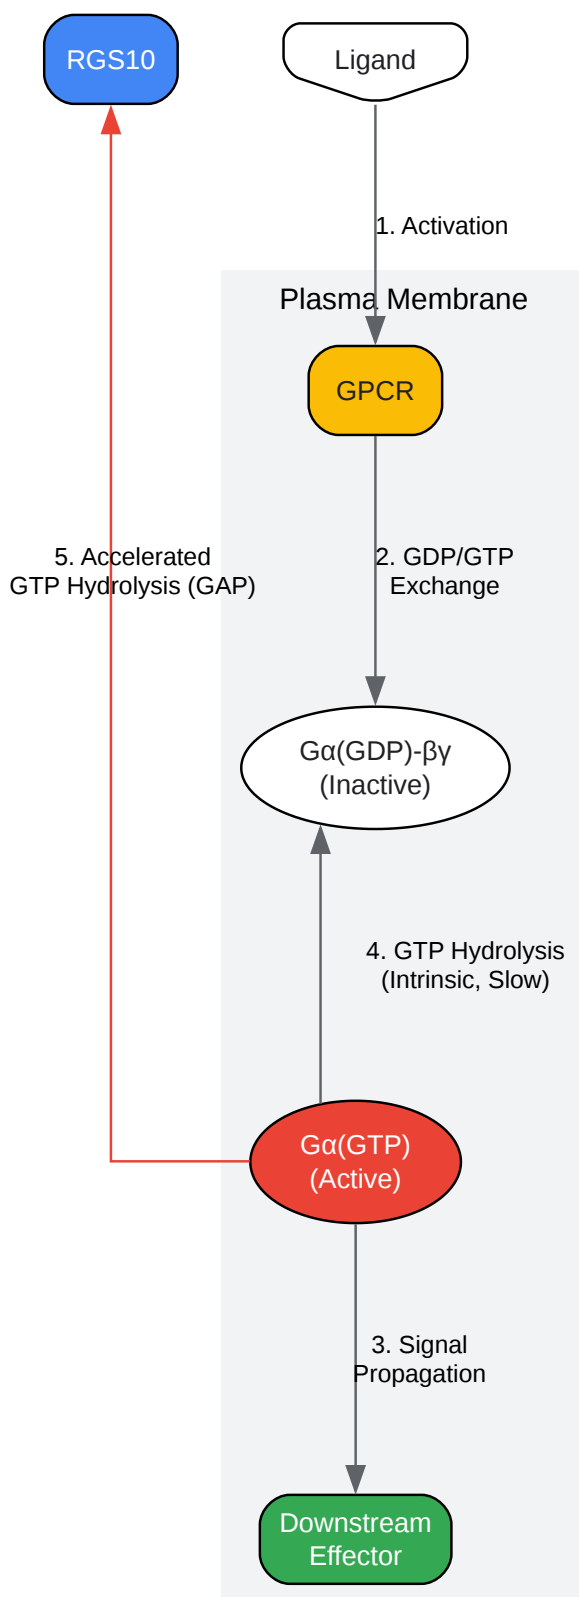 RGS10
Ligand
1. Activation
Plasma Membrane
GPCR
5. Accelerated
GTP Hydrolysis (GAP)
2. GDP/GTP
Exchange
Gα(GDP)-βγ
(Inactive)
4. GTP Hydrolysis
(Intrinsic, Slow)
Gα(GTP)
(Active)
3. Signal
Propagation
Downstream
Effector